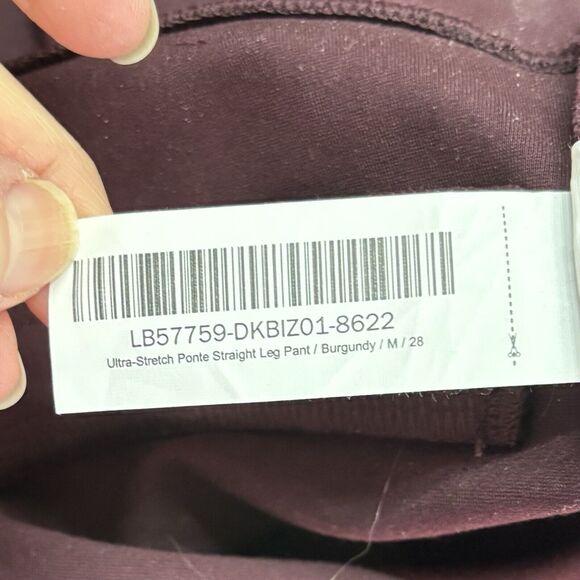 LB57759-DKBIZ01-8622
Ultra-Stretch Ponte Straight Leg Pant / Burgundy / M / 28